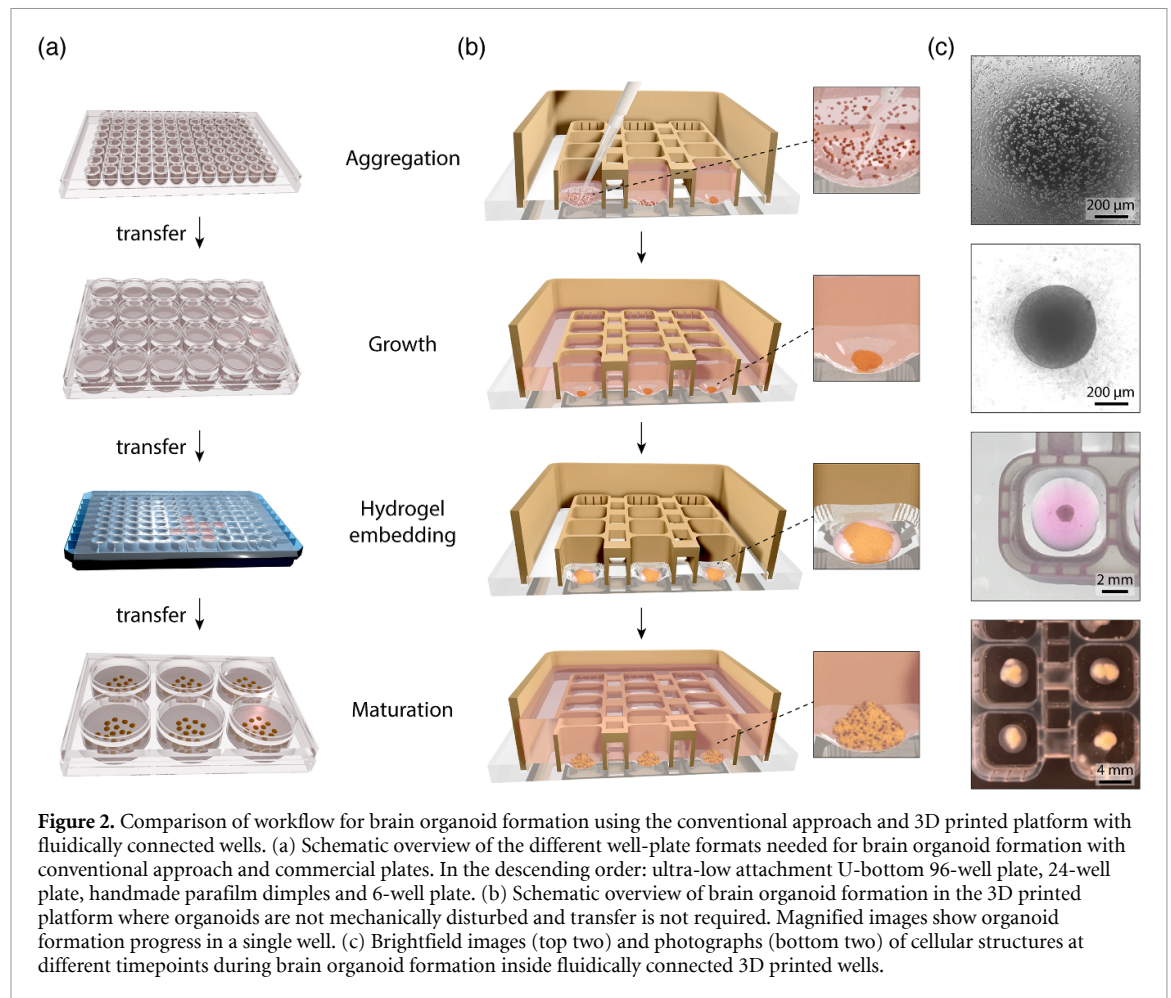 (a)
(b)
(c)
Aggregation
200 µm
transfer
Growth
200 µm
transfer
Hydrogel
embedding
2 mm
transfer
Maturation
4 mm
Figure 2. Comparison of workflow for brain organoid formation using the conventional approach and 3D printed platform with
fluidically connected wells. (a) Schematic overview of the different well-plate formats needed for brain organoid formation with
conventional approach and commercial plates. In the descending order: ultra-low attachment U-bottom 96-well plate, 24-well
plate, handmade parafilm dimples and 6-well plate. (b) Schematic overview of brain organoid formation in the 3D printed
platform where organoids are not mechanically disturbed and transfer is not required. Magnified images show organoid
formation progress in a single well. (c) Brightfield images (top two) and photographs (bottom two) of cellular structures at
different timepoints during brain organoid formation inside fluidically connected 3D printed wells.